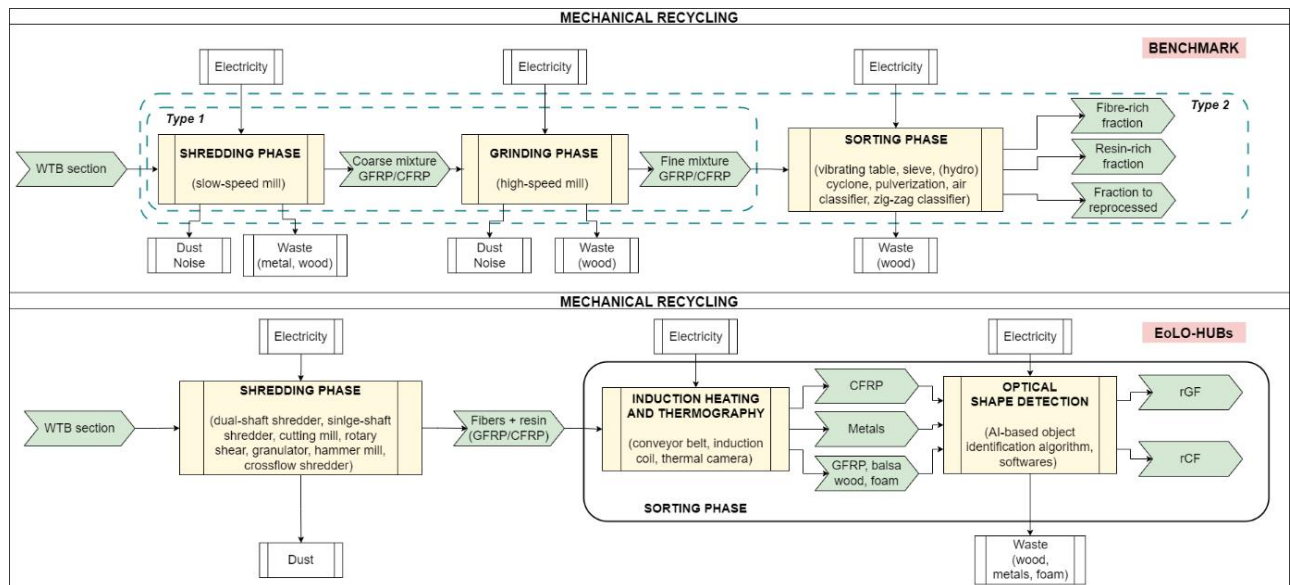 MECHANICAL RECYCLING
BENCHMARK
Electricity
Electricity
Electricity
Type 1
Type 2
WTB section
SHREDDING PHASE
(slow-speed mill)
Coarse mixture
GFRP/CFRP
GRINDING PHASE
(high-speed mill)
Fine mixture
GFRP/CFRP
SORTING PHASE
(vibrating table, sieve, (hydro)
cyclone, pulverization, air
classifier, zig-zag classifier)
Fibre-rich
fraction
Resin-rich
fraction
Fraction to
reprocessed
Dust
Noise
Waste
(metal, wood)
Dust
Noise
Waste
(wood)
Waste
(wood)
MECHANICAL RECYCLING
EoLO-HUBs
Electricity
Electricity
Electricity
WTB section
SHREDDING PHASE
(dual-shaft shredder, sinlge-shaft
shredder, cutting mill, rotary
shear, granulator, hammer mill,
crossflow shredder)
Fibers + resin
(GFRP/CFRP)
INDUCTION HEATING
AND THERMOGRAPHY
(conveyor belt, induction
coil, thermal camera)
CFRP
Metals
GFRP, balsa
wood, foam
OPTICAL
SHAPE DETECTION
(AI-based object
identification algorithm,
softwares)
rGF
rCF
SORTING PHASE
Dust
Waste
(wood,
metals, foam)